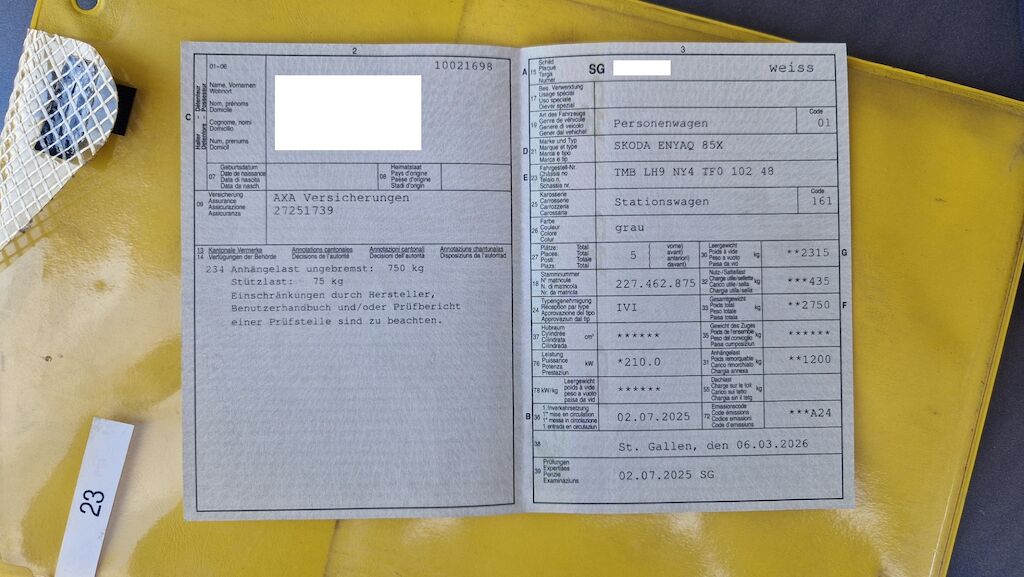 2
01-06
10021698
C
Halter - Détenteur
Detentore - Possessur
Name, Vornamen
Wohnort
Nom, prénoms
Domicile
Cognome, nomi
Domicilio
Num, prenums
Domicil
07
Geburtsdatum
Date de naissance
Data di nascita
Data da nasch.
08
Heimatstaat
Pays d'origine
Paese d'origine
Stadi d'origin
09
Versicherung
Assurance
Assicurazione
Assicuranza
AXA Versicherungen
27251739
13
14
Kantonale Vermerke
Verfügungen der Behörde
Annotations cantonales
Décisions de l'autorité
Annotazioni cantonali
Decisioni dell'autorità
Annotaziuns chantunalas
Disposiziuns da l'autoritad
234 Anhängelast ungebremst: 750 kg
Stützlast: 75 kg
Einschränkungen durch Hersteller,
Benutzerhandbuch und/oder Prüfbericht
einer Prüfstelle sind zu beachten.
3
A 15
Schild
Plaque
Targa
Numer
SG
weiss
17
Bes. Verwendung
Usage spécial
Uso speciale
Diever spezial
19
Art des Fahrzeugs
Genre de véhicule
Genere di veicolo
Gener dal vehichel
Personenwagen
Code
01
D 21
Marke und Typ
Marque et type
Marca e tipo
Marca e tip
SKODA ENYAQ 85X
E 23
Fahrgestell-Nr.
Châssis no
Telaio n.
Schassis nr.
TMB LH9 NY4 TF0 102 48
25
Karosserie
Carrosserie
Carrozzeria
Carossaria
Stationswagen
Code
161
26
Farbe
Couleur
Colore
Colur
grau
27
Plätze: Total
Places: Total
Posti: Totale
Plazs: Total
5
vorne)
avant)
anteriori)
davant)
30
Leergewicht
Poids à vide
Peso a vuoto
Paisa da vid
kg
**2315
G
18
Stammnummer
N° matricule
N. di matricola
Nr. da matricla
227.462.875
32
Nutz-/Sattellast
Charge utile/sellette
Carico utile/sella
Chargia utila/sella
kg
***435
24
Typengenehmigung
Réception par type
Approvazione del tipo
Approvaziun dal tip
IVI
33
Gesamtgewicht
Poids total
Peso totale
Paisa totala
kg
**2750
F
37
Hubraum
Cylindrée
Cilindrata
Cilindrada
cm³
******
35
Gewicht des Zuges
Poids de l'ensemble
Peso del convoglio
Paisa cumposiziun
kg
******
76
Leistung
Puissance
Potenza
Prestaziun
kW
*210.0
31
Anhängelast
Poids remorquable
Carico rimorchiato
Chargia annexa
kg
**1200
78 kW/kg
Leergewicht
poids à vide
peso a vuoto
paisa da vid
******
55
Dachlast
Charge sur le toit
Carico sul tetto
Chargia sin il tetg
kg
******
B 36
1. Inverkehrsetzung
1re mise en circulation
1a messa in circolazione
1. entrada en circulaziun
02.07.2025
72
Emissionscode
Code émissions
Codice emissioni
Code d'emissiuns
***A24
38
St. Gallen, den 06.03.2026
39
Prüfungen
Expertises
Perizie
Examinaziuns
02.07.2025 SG
23